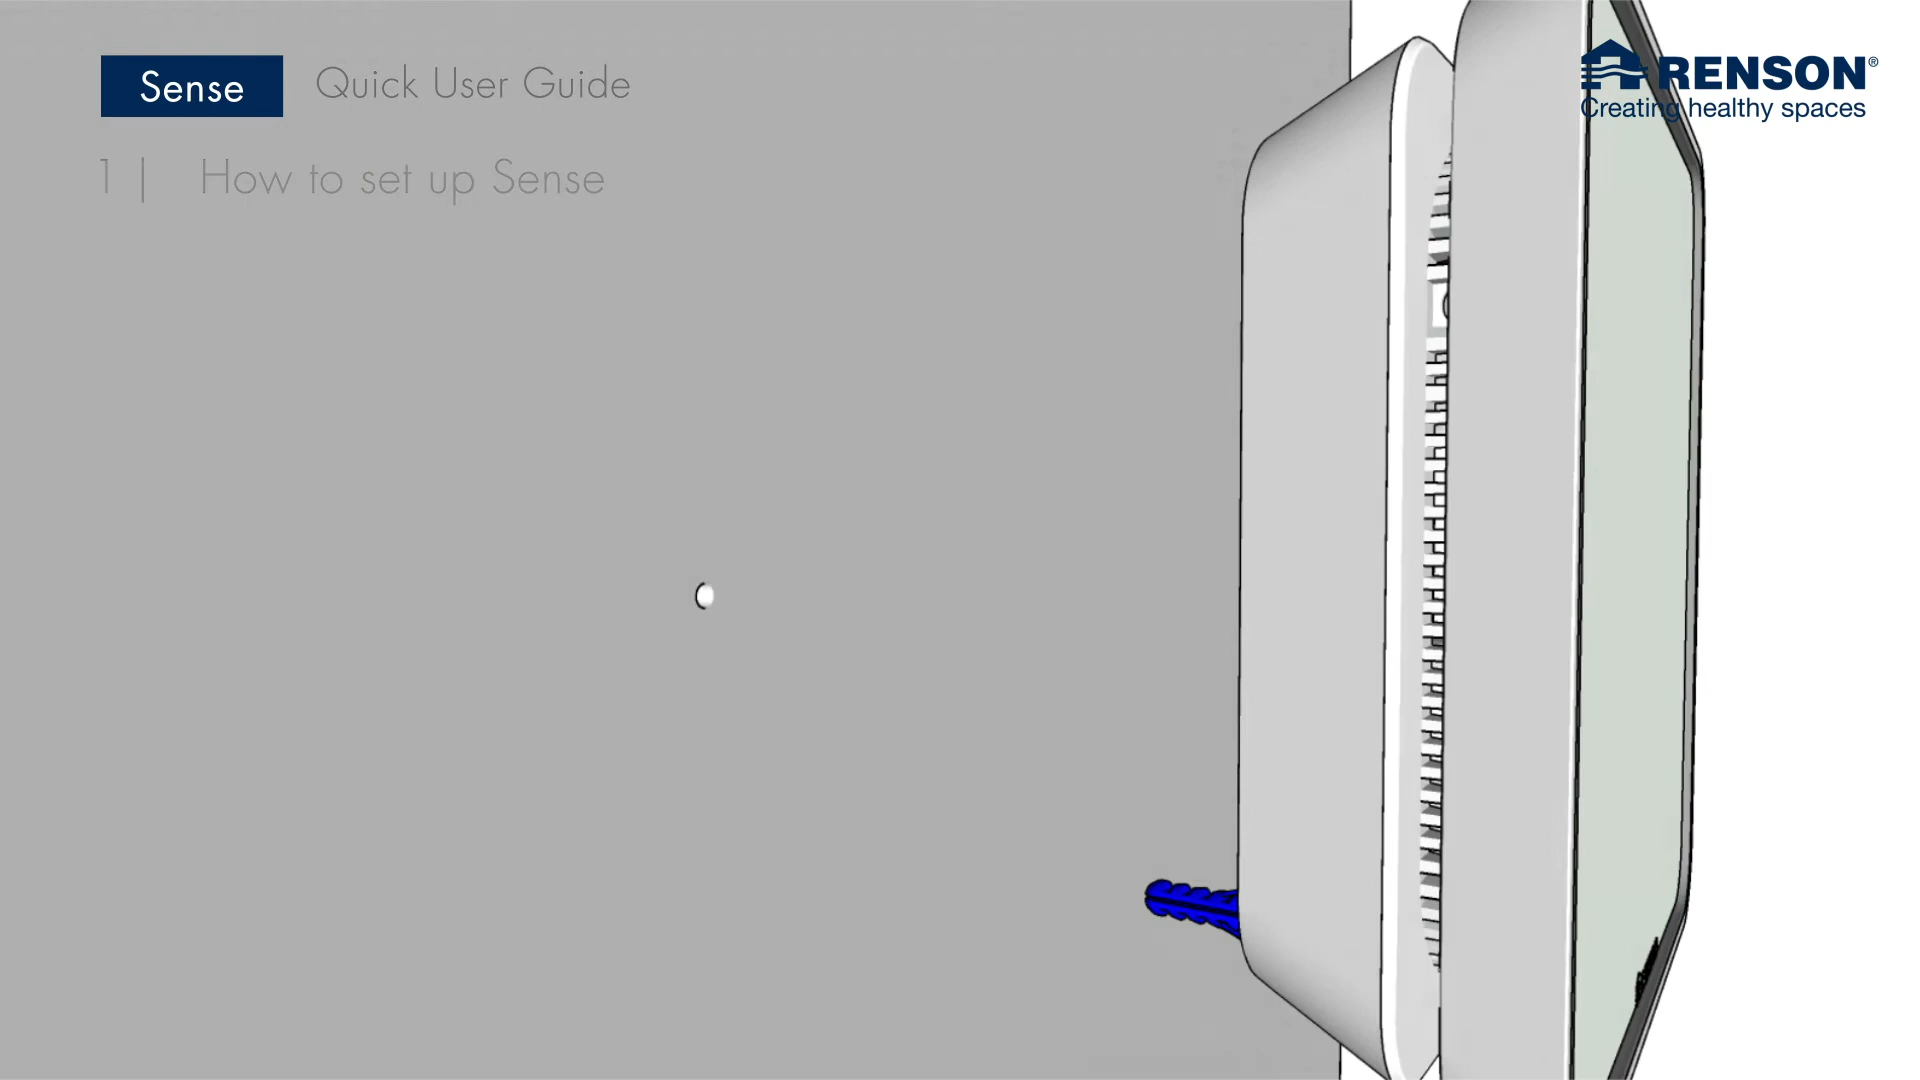 Sense Quick User Guide
RENSON®
Creating healthy spaces
1 | How to set up Sense